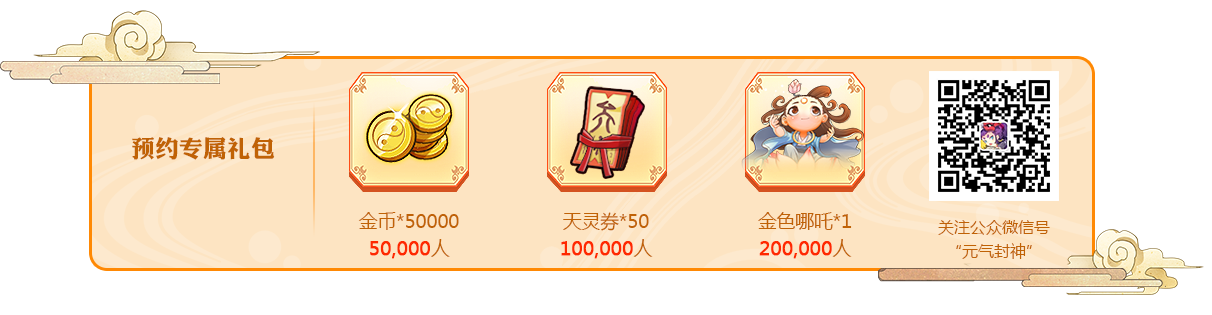 预约专属礼包
金币*50000
50,000人
天灵券*50
100,000人
金色哪吒*1
200,000人
关注公众微信号
“元气封神”